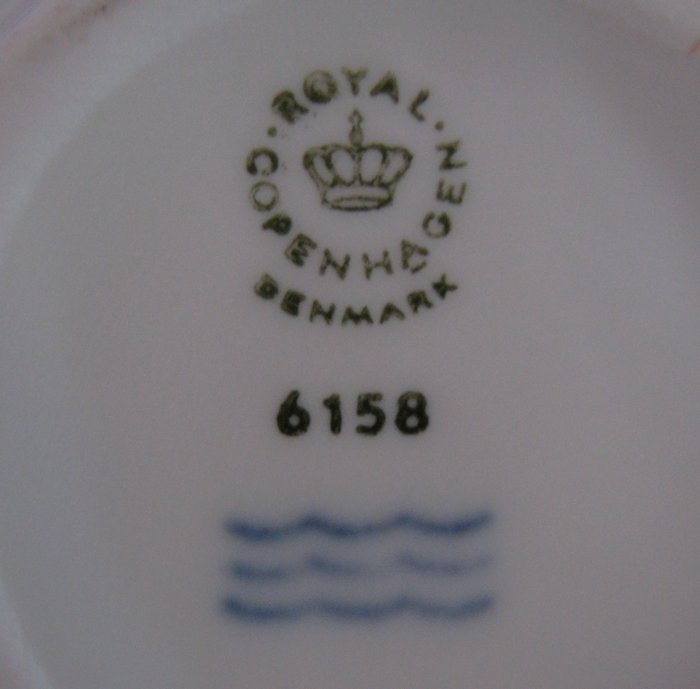 ROYAL
COPENHAGEN
DENMARK
6158